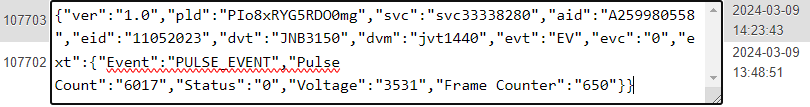 107703
{"ver":"1.0","pld":"PIo8xRYG5RDO0mg","svc":"svc33338280","aid":"A259980558
","eid":"11052023","dvt":"JNB3150","dvm":"jvt1440","evt":"EV","evc":"0","e
xt":{"Event":"PULSE_EVENT","Pulse
Count":"6017","Status":"0","Voltage":"3531","Frame Counter":"650"}}
2024-03-09
14:23:43
107702
2024-03-09
13:48:51